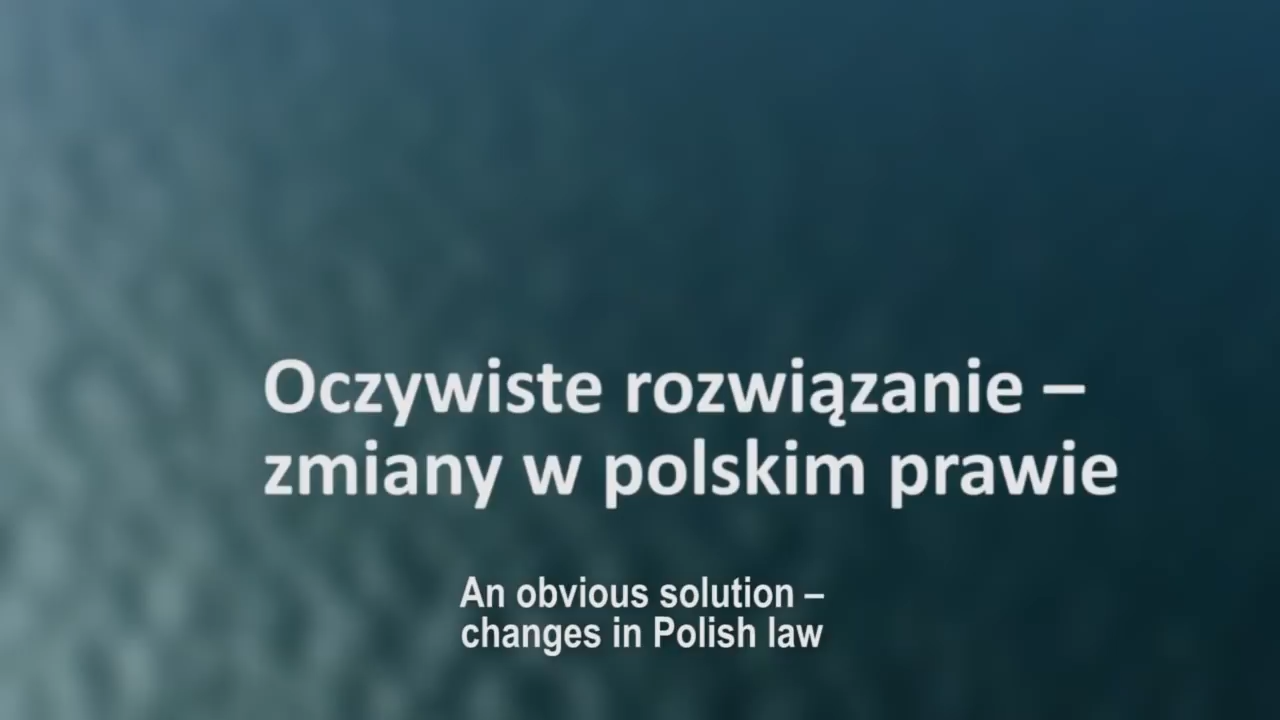 Oczywiste rozwiązanie –
zmiany w polskim prawie
An obvious solution –
changes in Polish law